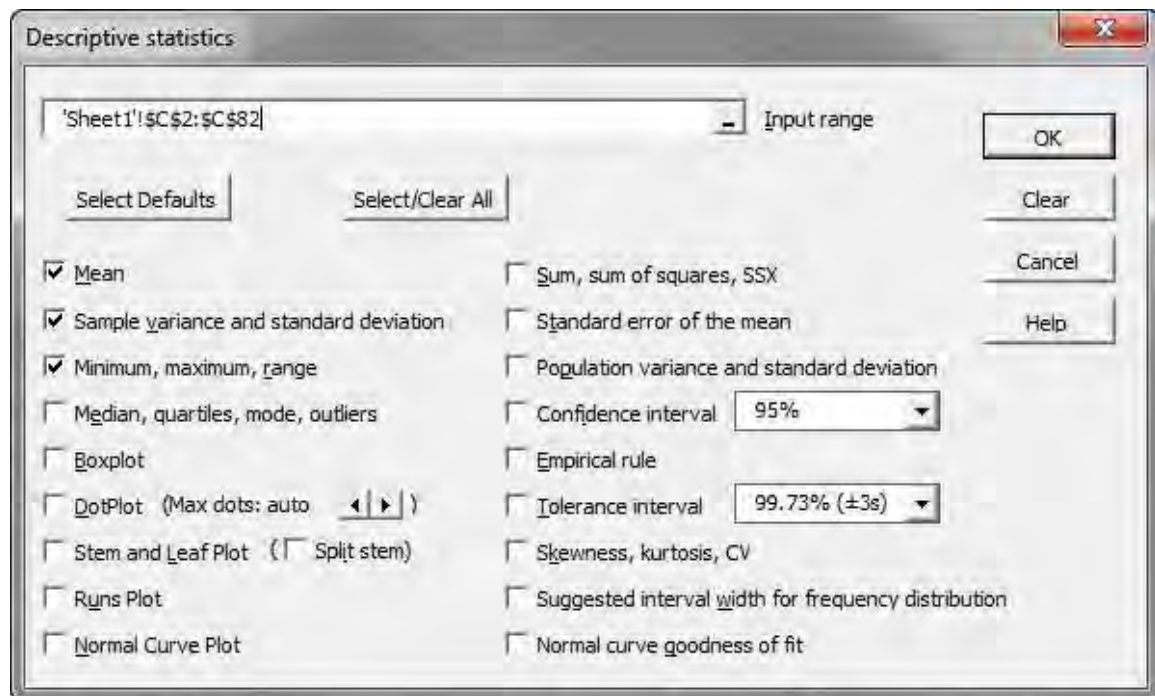 Descriptive statistics
X
'Sheet1'!$C$2:$C$82
Input range
OK
Select Defaults
Select/Clear All
Clear
Cancel
Help
Mean
Sample variance and standard deviation
Minimum, maximum, range
Median, quartiles, mode, outliers
Boxplot
DotPlot (Max dots: auto )
Stem and Leaf Plot ( Split stem)
Runs Plot
Normal Curve Plot
Sum, sum of squares, SSX
Standard error of the mean
Population variance and standard deviation
Confidence interval 95%
Empirical rule
Tolerance interval 99.73% (±3s)
Skewness, kurtosis, CV
Suggested interval width for frequency distribution
Normal curve goodness of fit